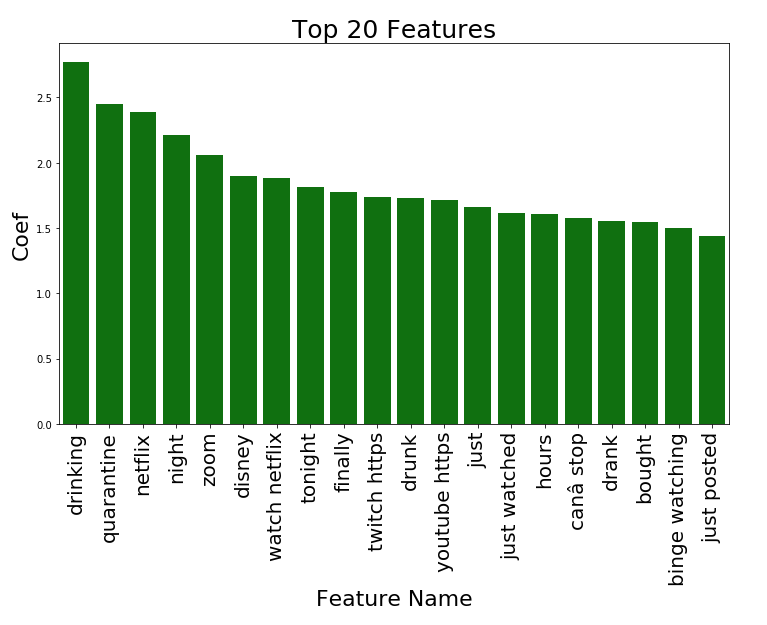 Top 20 Features
Coef
2.5
2.0
1.5
1.0
0.5
0.0
drinking
quarantine
netflix
night
zoom
disney
watch netflix
tonight
finally
twitch https
drunk
youtube https
just
just watched
hours
canâ stop
drank
bought
binge watching
just posted
Feature Name